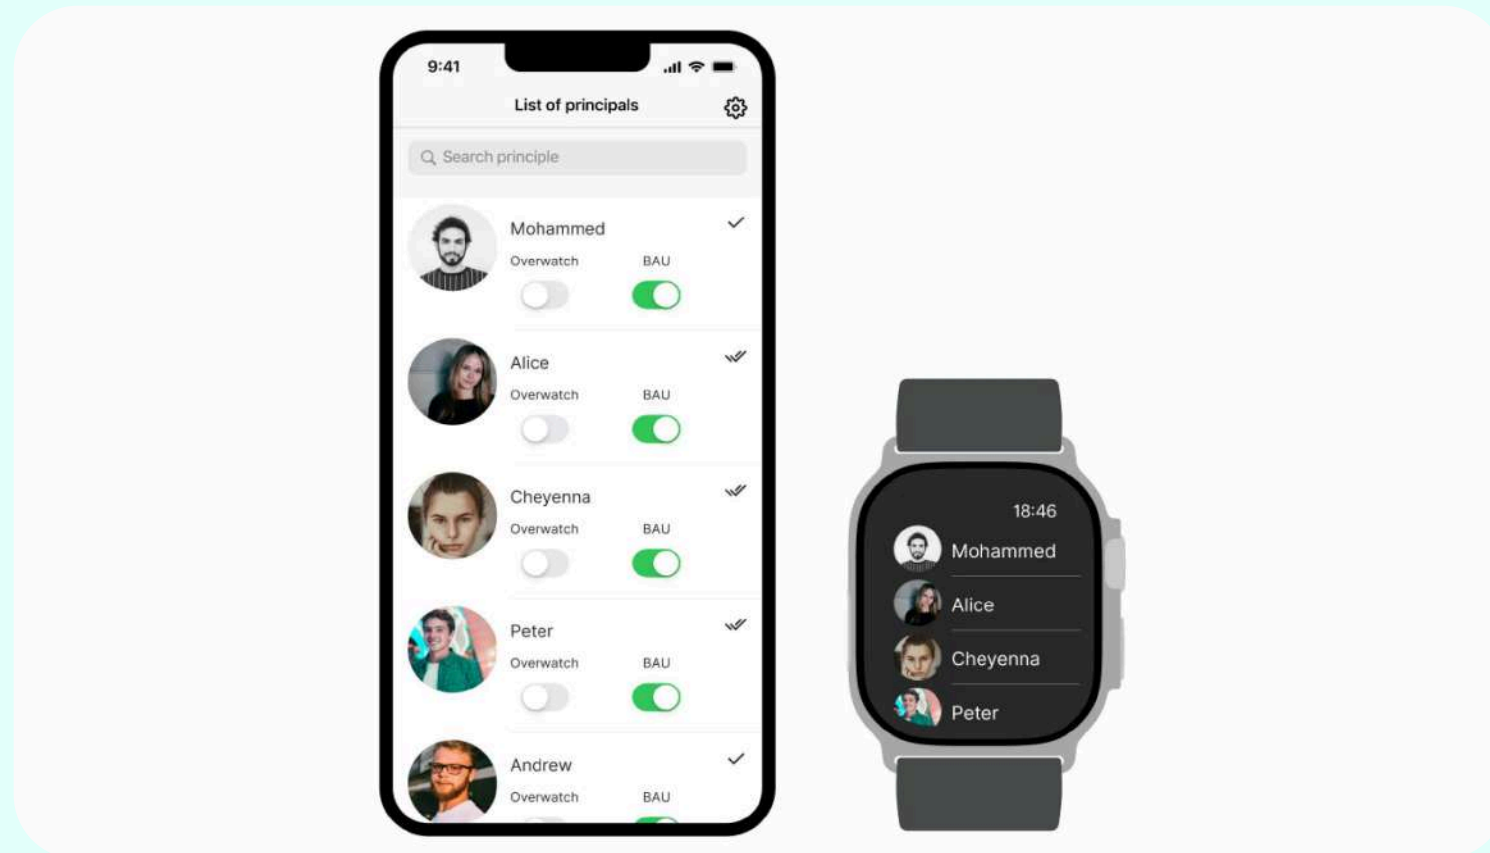 9:41
List of principals
Search principle
Mohammed
Overwatch BAU
Alice
Overwatch BAU
Cheyenna
Overwatch BAU
Peter
Overwatch BAU
Andrew
Overwatch BAU
18:46
Mohammed
Alice
Cheyenna
Peter